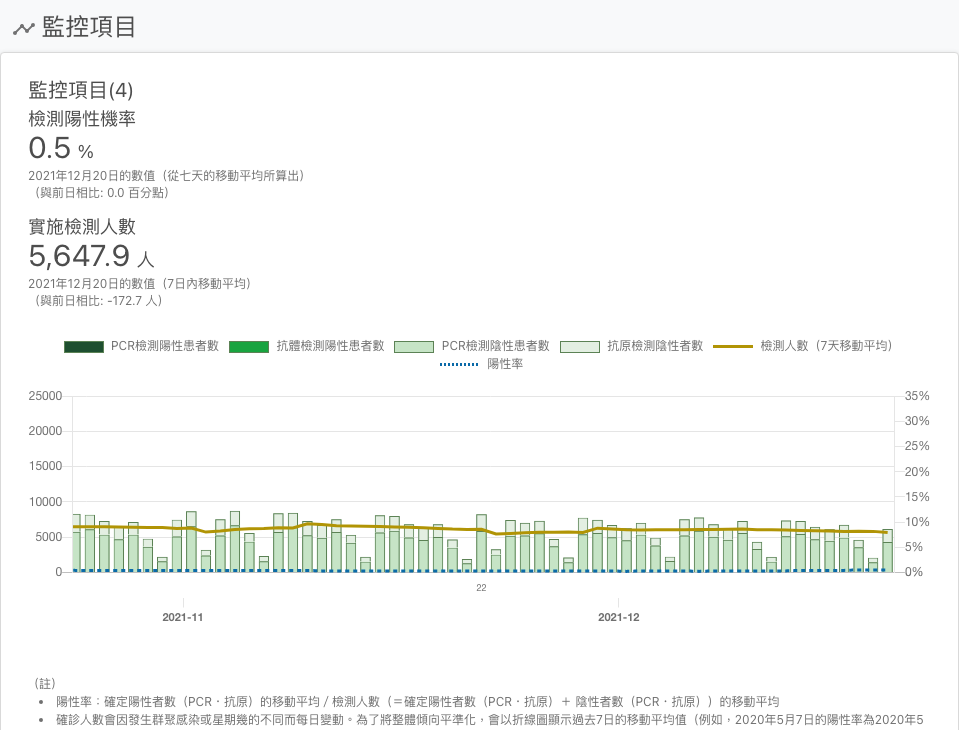 監控項目
監控項目(4)
檢測陽性機率
0.5 %
2021年12月20日的數值（從七天的移動平均所算出）
（與前日相比: 0.0 百分點）
實施檢測人數
5,647.9 人
2021年12月20日的數值（7日內移動平均）
（與前日相比: -172.7 人）
PCR檢測陽性患者數 抗體檢測陽性患者數 PCR檢測陰性患者數 抗原檢測陰性者數 檢測人數（7天移動平均）
陽性率
25000 35%
20000 30%
15000 25%
10000 20%
5000 15%
0 10%
5%
0%
22
2021-11 2021-12
（註）
• 陽性率：確定陽性者數（PCR・抗原）的移動平均 / 檢測人數（＝確定陽性者數（PCR・抗原）＋ 陰性者數（PCR・抗原））的移動平均
• 確診人數會因發生群聚感染或星期幾的不同而每日變動。為了將整體傾向平準化，會以折線圖顯示過去7日的移動平均值（例如，2020年5月7日的陽性率為2020年5